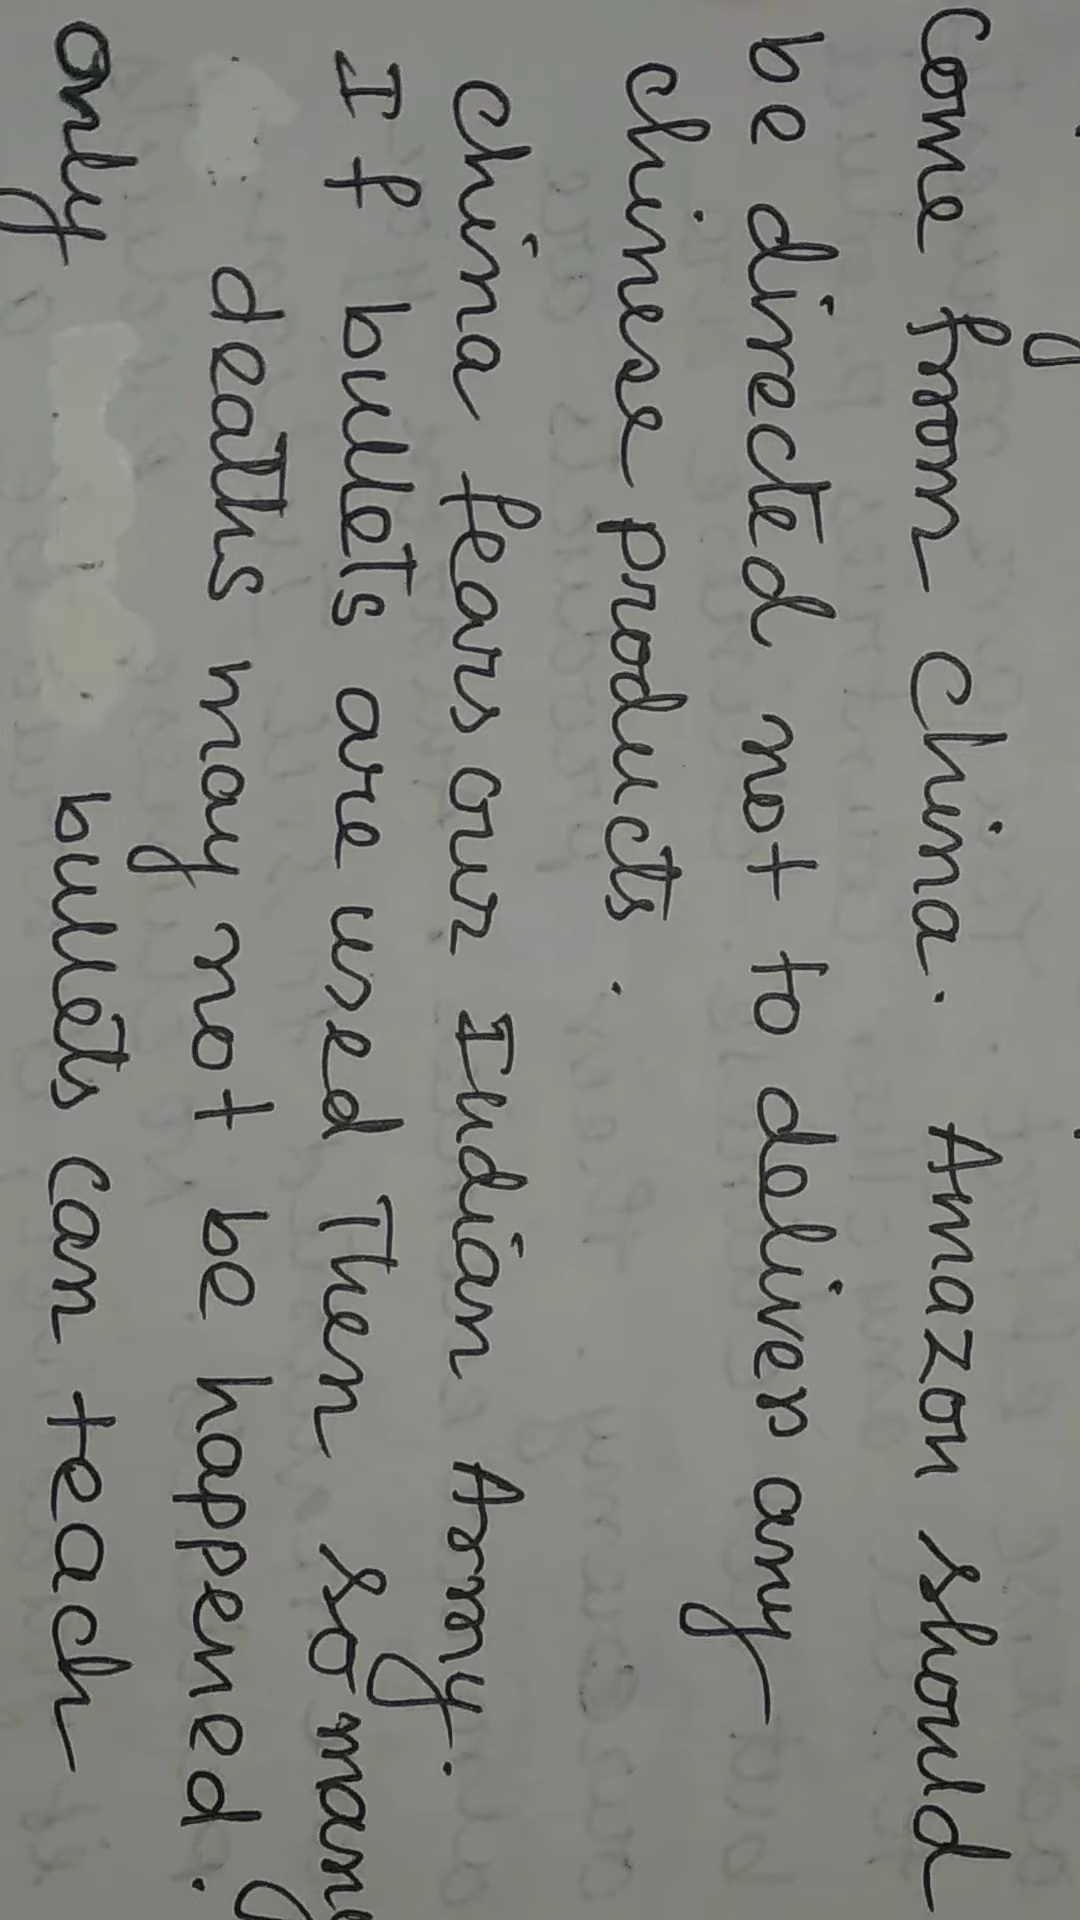 Come from China. Amazon should
be directed not to deliver any
chinese products.
China fears our Indian Army.
If bullets are used Then so many
deaths may not be happened.
only bullets can teach